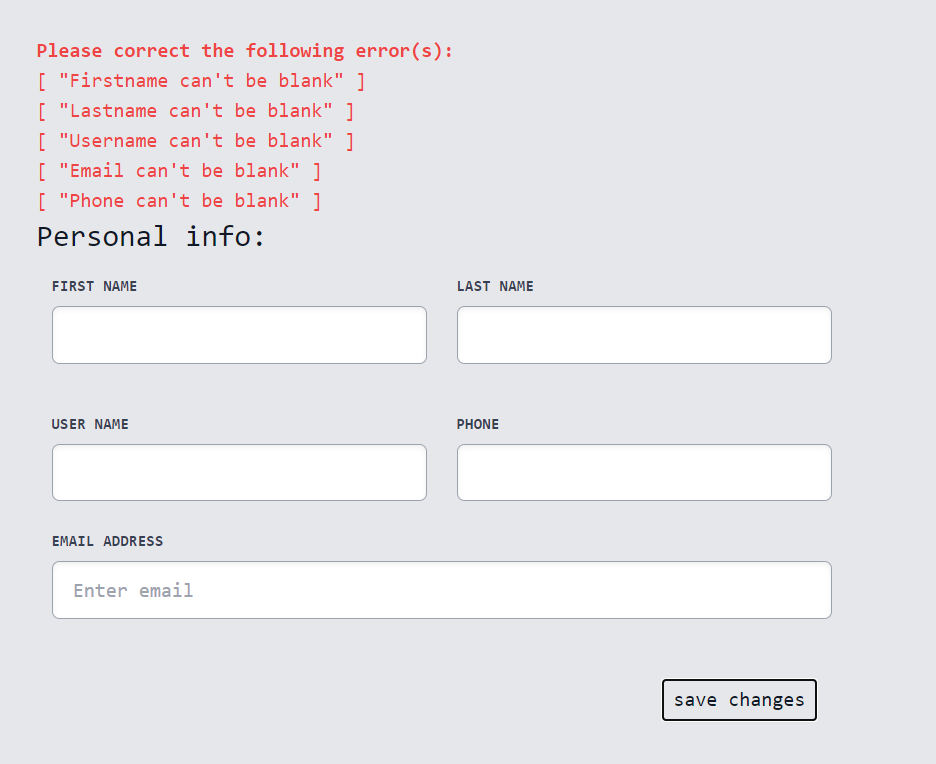 Please correct the following error(s):
[ "Firstname can't be blank" ]
[ "Lastname can't be blank" ]
[ "Username can't be blank" ]
[ "Email can't be blank" ]
[ "Phone can't be blank" ]
Personal info:
FIRST NAME LAST NAME
USER NAME PHONE
EMAIL ADDRESS
Enter email
save changes